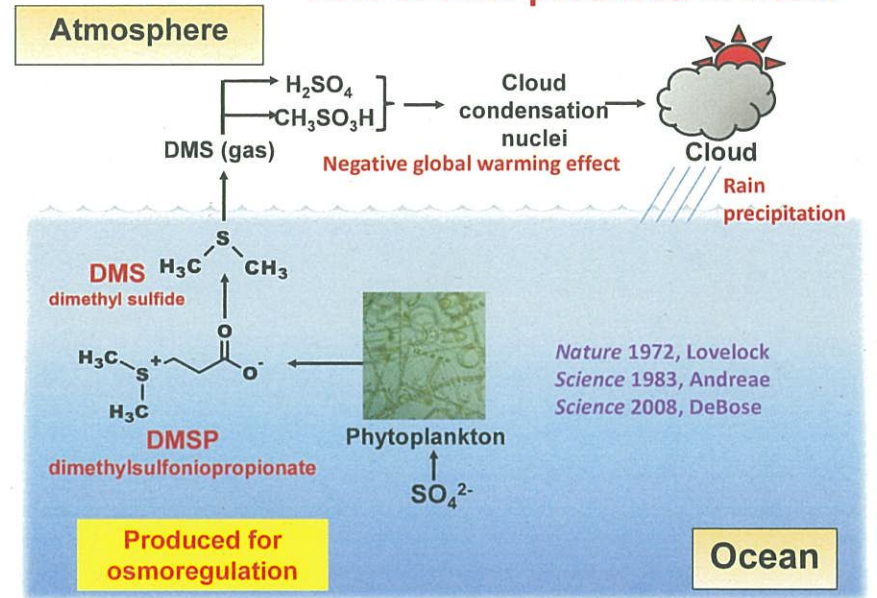 Atmosphere
H₂SO₄
CH₃SO₃H
DMS (gas)
Cloud
condensation
nuclei
Negative global warming effect
Cloud
Rain
precipitation
S
H₃C
CH₃
DMS
dimethyl sulfide
O
H₃C
S
+
O⁻
H₃C
DMSP
dimethylsulfoniopropionate
Phytoplankton
SO₄²⁻
Nature 1972, Lovelock
Science 1983, Andreae
Science 2008, DeBose
Produced for
osmoregulation
Ocean